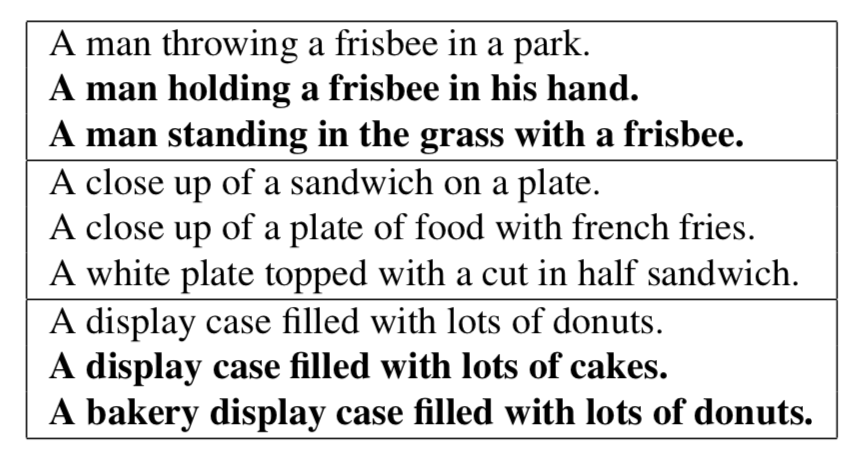 A man throwing a frisbee in a park.
A man holding a frisbee in his hand.
A man standing in the grass with a frisbee.
A close up of a sandwich on a plate.
A close up of a plate of food with french fries.
A white plate topped with a cut in half sandwich.
A display case filled with lots of donuts.
A display case filled with lots of cakes.
A bakery display case filled with lots of donuts.